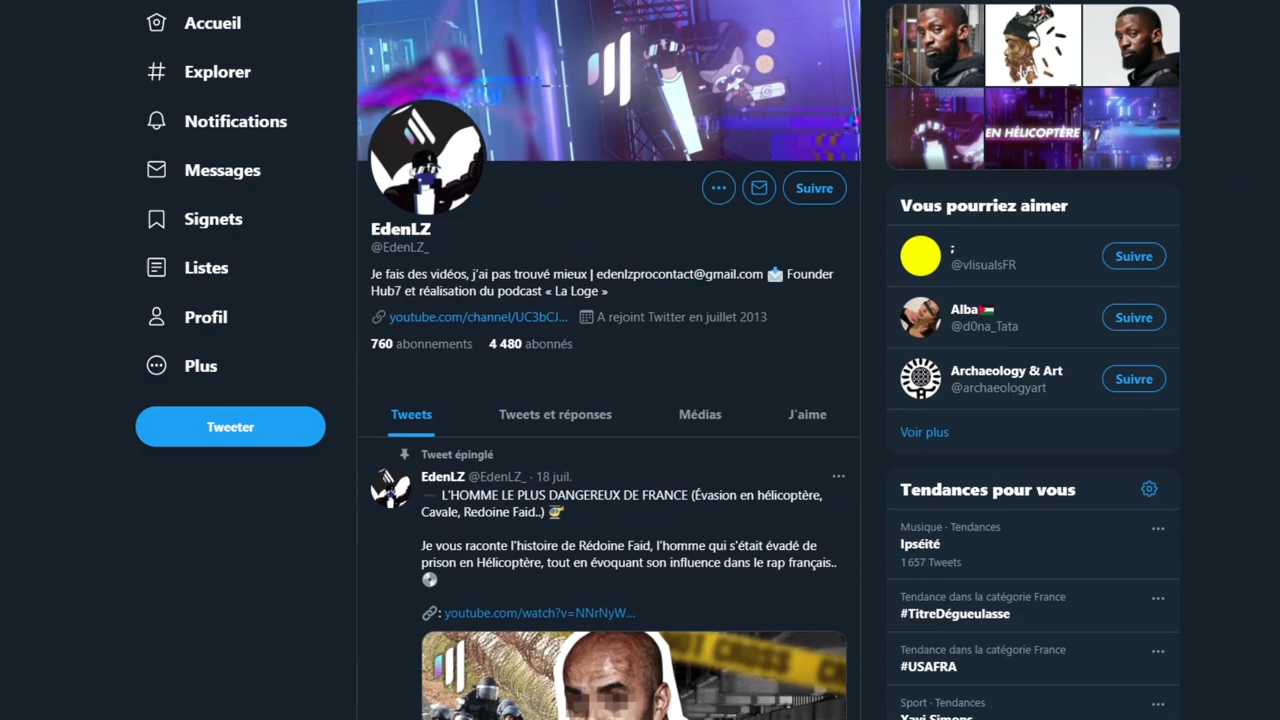 Accueil
Explorer
Notifications
Messages
Signets
Listes
Profil
Plus
Tweeter
Suivre
EdenLZ
@EdenLZ_
Je fais des vidéos, j'ai pas trouvé mieux | edenlzprocontact@gmail.com 📩 Founder
Hub7 et réalisation du podcast « La Loge »
youtube.com/channel/UC3bCJ... A rejoint Twitter en juillet 2013
760 abonnements 4 480 abonnés
Tweets Tweets et réponses Médias J'aime
Tweet épinglé
EdenLZ @EdenLZ_ · 18 juil.
➖ L'HOMME LE PLUS DANGEREUX DE FRANCE (Évasion en hélicoptère,
Cavale, Redoine Faid..) 🚁
Je vous raconte l'histoire de Rédoine Faid, l'homme qui s'était évadé de
prison en Hélicoptère, tout en évoquant son influence dans le rap français..
💿
🔗: youtube.com/watch?v=NNrNyW...
CROSS
EN HÉLICOPTÈRE
Vous pourriez aimer
;
@vlisualsFR
Suivre
Alba🇵🇸
@d0na_Tata
Suivre
Archaeology & Art
@archaeologyart
Suivre
Voir plus
Tendances pour vous
Musique · Tendances
Ipséité
1 657 Tweets
Tendance dans la catégorie France
#TitreDégueulasse
Tendance dans la catégorie France
#USAFRA
Sport · Tendances
Xavi Simons